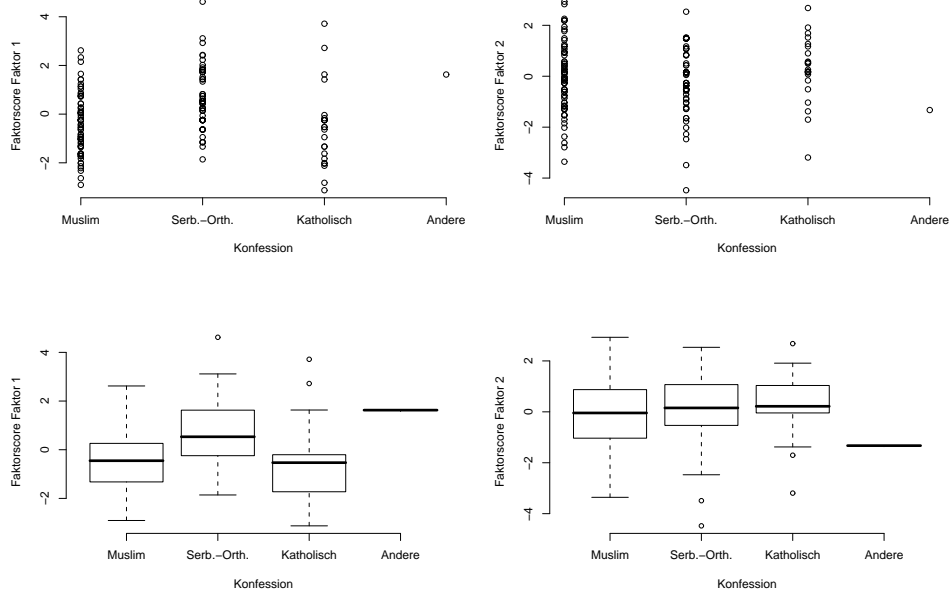 Faktorscore Faktor 1
4
2
0
−2
Muslim Serb.−Orth. Katholisch Andere
Konfession
Faktorscore Faktor 2
2
0
−2
−4
Muslim Serb.−Orth. Katholisch Andere
Konfession
Faktorscore Faktor 1
4
2
0
−2
Muslim Serb.−Orth. Katholisch Andere
Konfession
Faktorscore Faktor 2
2
0
−2
−4
Muslim Serb.−Orth. Katholisch Andere
Konfession